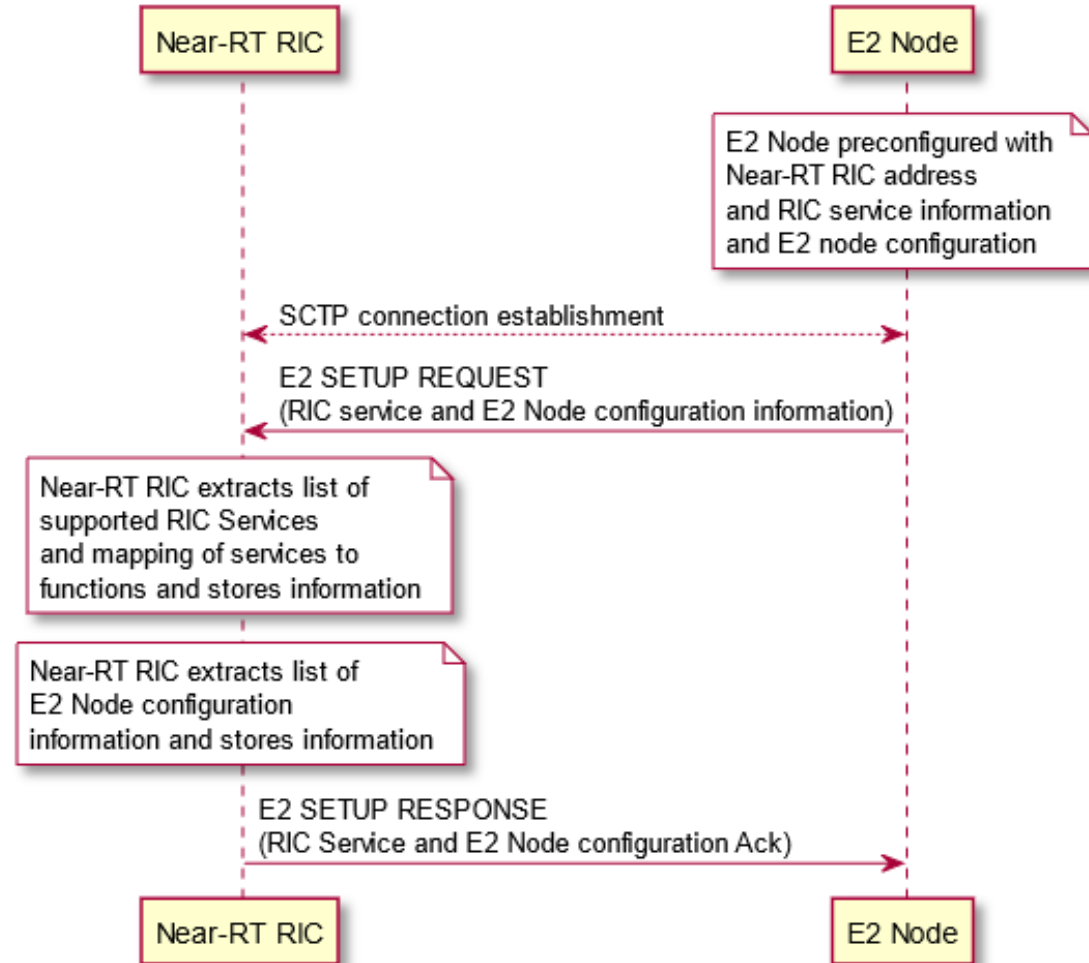 Near-RT RIC
E2 Node
E2 Node preconfigured with
Near-RT RIC address
and RIC service information
and E2 node configuration
SCTP connection establishment
E2 SETUP REQUEST
(RIC service and E2 Node configuration information)
Near-RT RIC extracts list of
supported RIC Services
and mapping of services to
functions and stores information
Near-RT RIC extracts list of
E2 Node configuration
information and stores information
E2 SETUP RESPONSE
(RIC Service and E2 Node configuration Ack)
Near-RT RIC
E2 Node